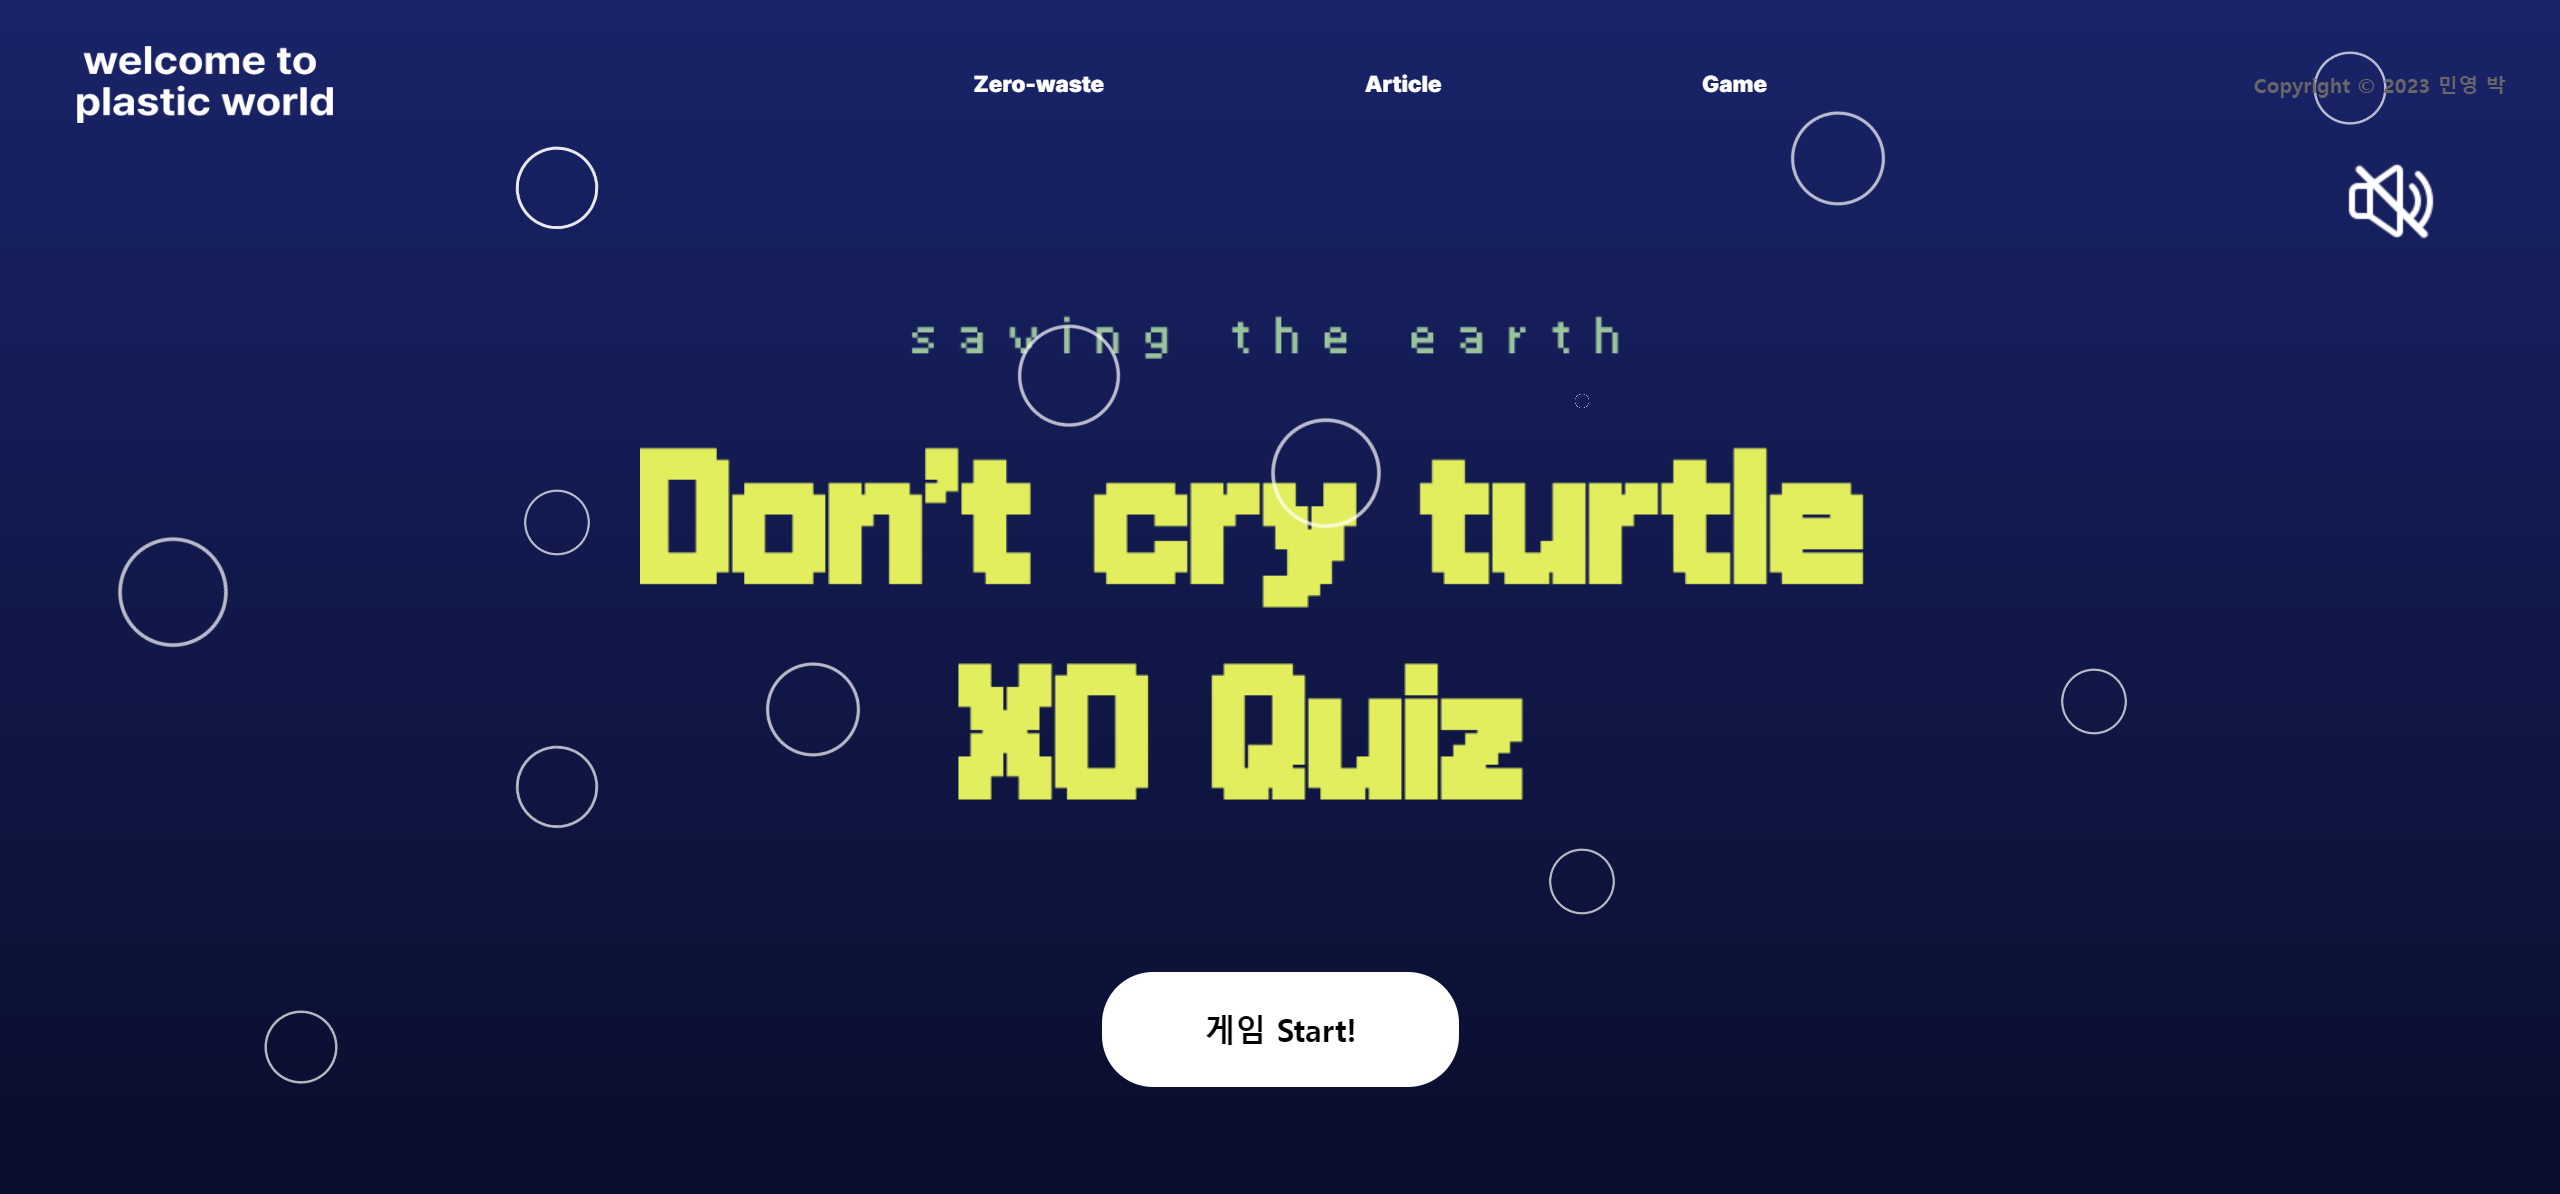 welcome to
plastic world
Zero-waste
Article
Game
Copyright © 2023 민영 박
saving the earth
Don't cry turtle
XO Quiz
게임 Start!